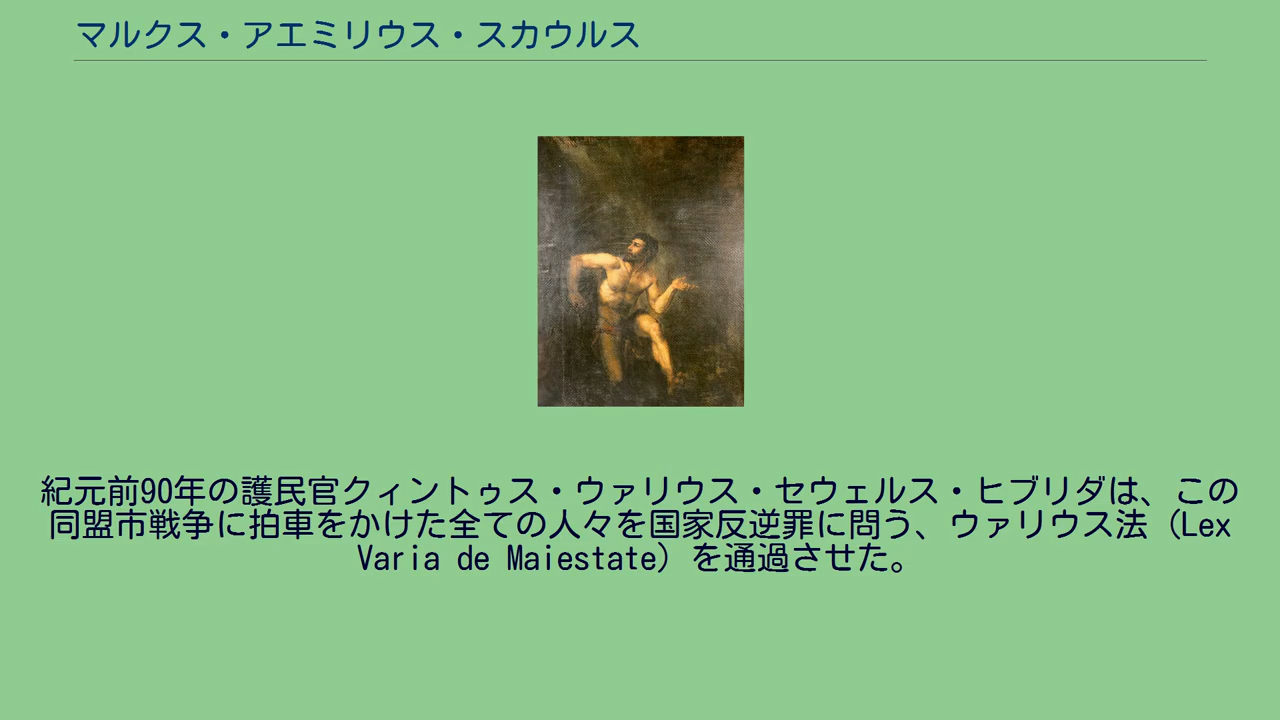 マルクス・アエミリウス・スカウルス
紀元前90年の護民官クィントゥス・ウァリウス・セウェルス・ヒブリダは、この
同盟市戦争に拍車をかけた全ての人々を国家反逆罪に問う、ウァリウス法（Lex
Varia de Maiestate）を通過させた。